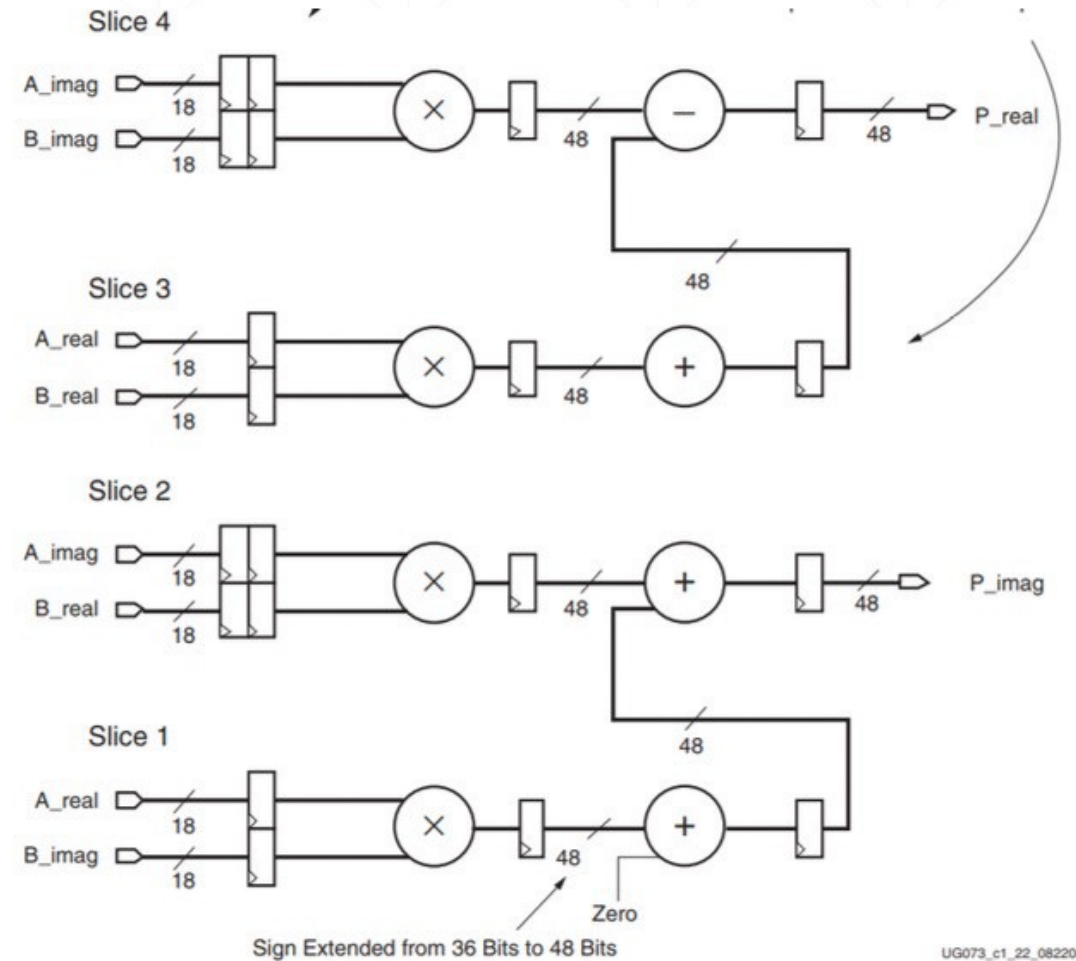 Slice 4
A_imag
18
48
48
P_real
B_imag
18
48
Slice 3
A_real
18
48
B_real
18
Slice 2
A_imag
18
48
48
P_imag
B_real
18
48
Slice 1
A_real
18
48
B_imag
18
Zero
Sign Extended from 36 Bits to 48 Bits
UG073_c1_22_08220